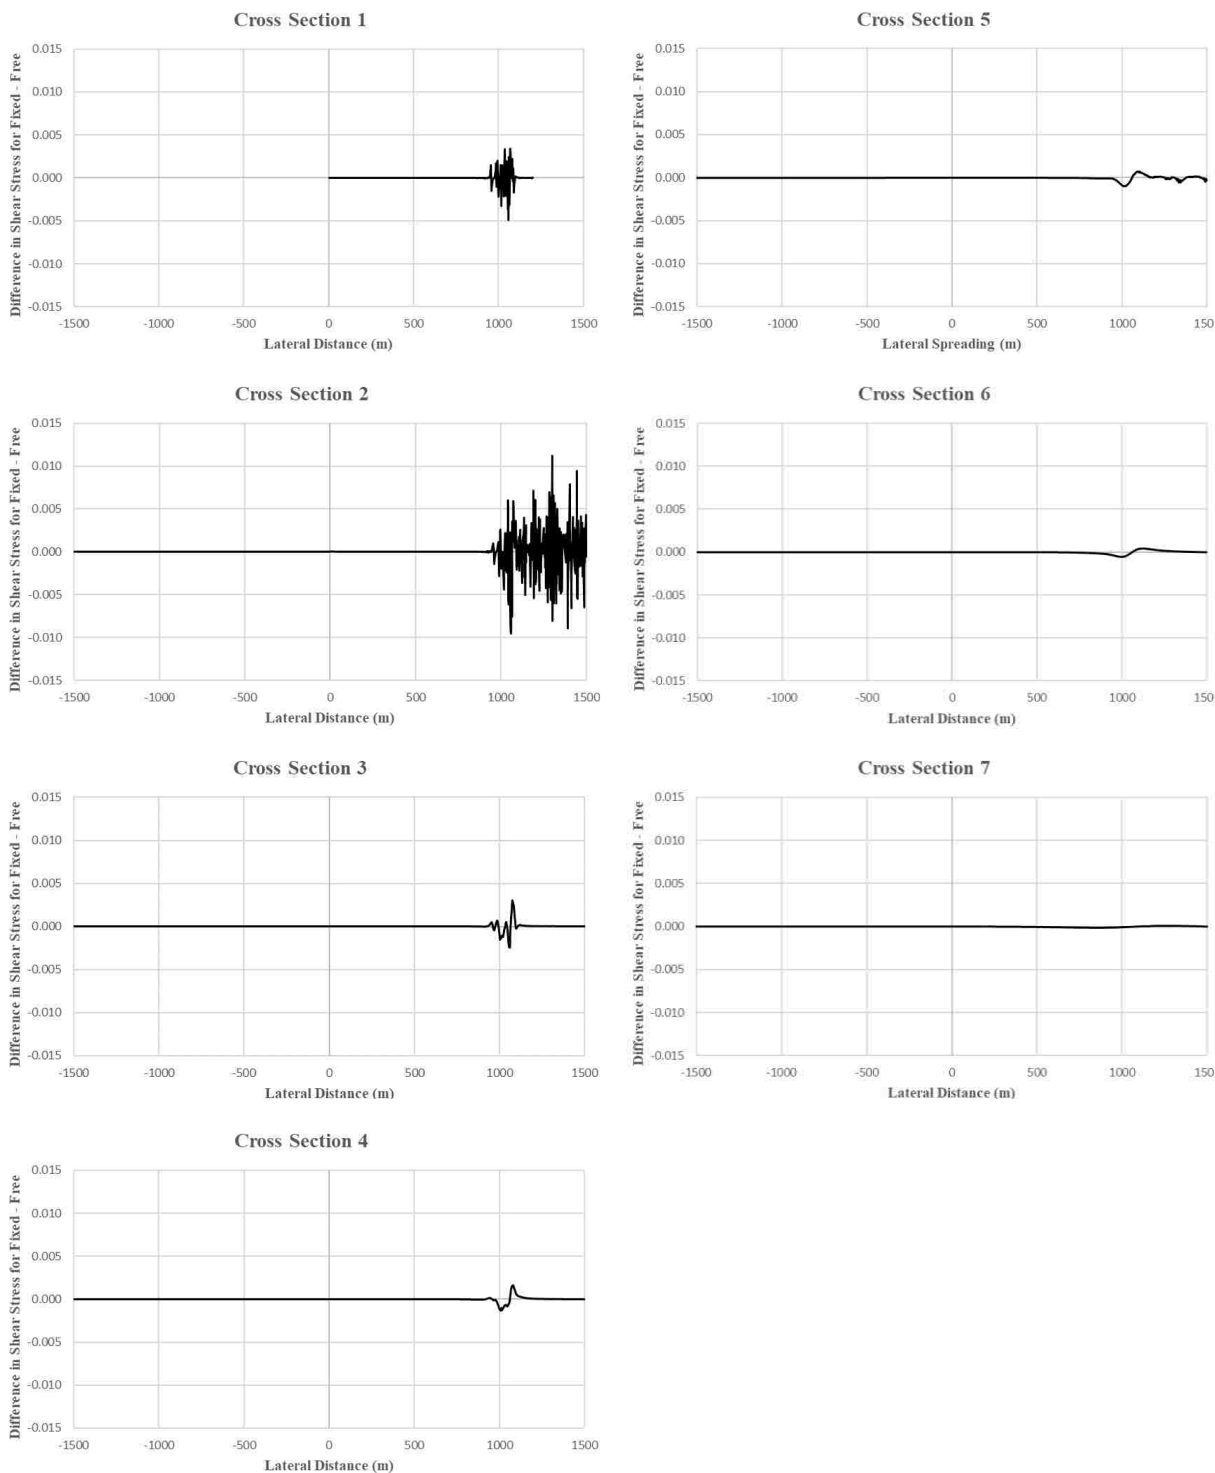 Cross Section 1
Difference in Shear Stress for Fixed - Free
0.015
0.010
0.005
0.000
-0.005
-0.010
-0.015
-1500 -1000 -500 0 500 1000 1500
Lateral Distance (m)
Cross Section 2
Difference in Shear Stress for Fixed - Free
0.015
0.010
0.005
0.000
-0.005
-0.010
-0.015
-1500 -1000 -500 0 500 1000 1500
Lateral Distance (m)
Cross Section 3
Difference in Shear Stress for Fixed - Free
0.015
0.010
0.005
0.000
-0.005
-0.010
-0.015
-1500 -1000 -500 0 500 1000 1500
Lateral Distance (m)
Cross Section 4
Difference in Shear Stress for Fixed - Free
0.015
0.010
0.005
0.000
-0.005
-0.010
-0.015
-1500 -1000 -500 0 500 1000 1500
Lateral Distance (m)
Cross Section 5
Difference in Shear Stress for Fixed - Free
0.015
0.010
0.005
0.000
-0.005
-0.010
-0.015
-1500 -1000 -500 0 500 1000 150
Lateral Spreading (m)
Cross Section 6
Difference in Shear Stress for Fixed - Free
0.015
0.010
0.005
0.000
-0.005
-0.010
-0.015
-1500 -1000 -500 0 500 1000 150
Lateral Distance (m)
Cross Section 7
Difference in Shear Stress for Fixed - Free
0.015
0.010
0.005
0.000
-0.005
-0.010
-0.015
-1500 -1000 -500 0 500 1000 150
Lateral Distance (m)